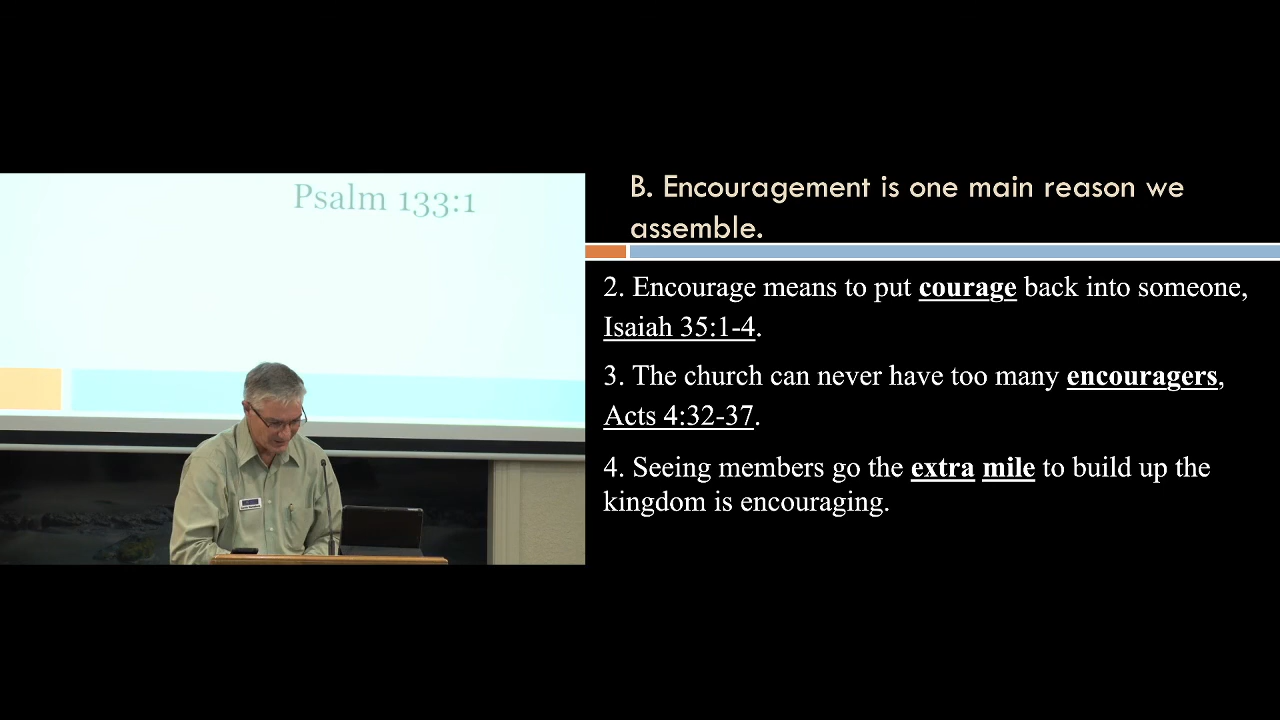 Psalm 133:1
B. Encouragement is one main reason we
assemble.
2. Encourage means to put courage back into someone,
Isaiah 35:1-4.
3. The church can never have too many encouragers,
Acts 4:32-37.
4. Seeing members go the extra mile to build up the
kingdom is encouraging.